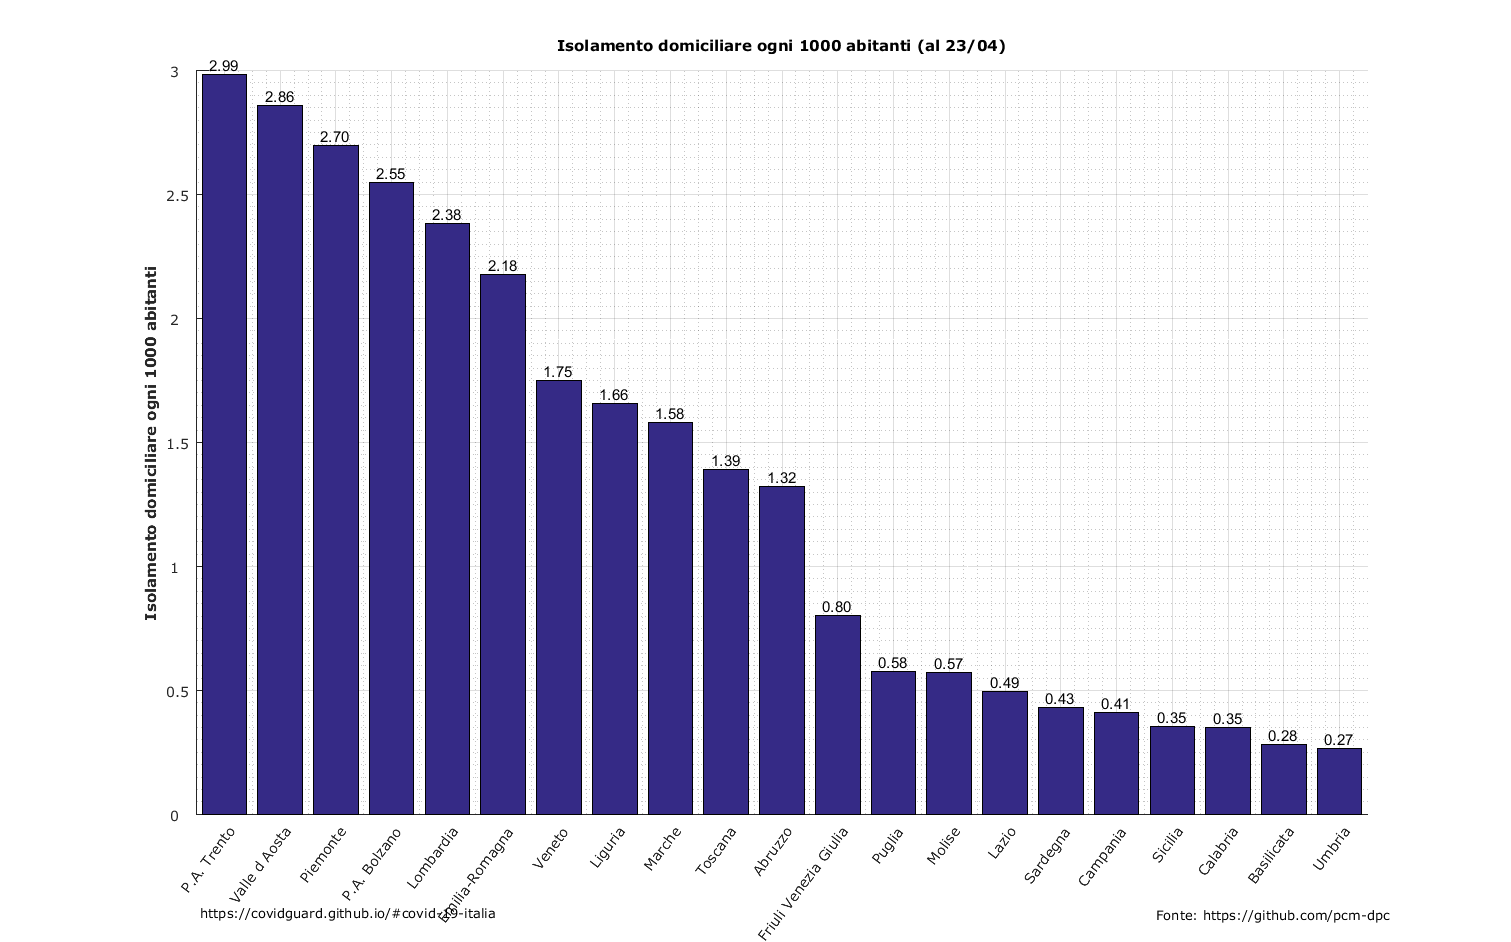 Isolamento domiciliare ogni 1000 abitanti (al 23/04)
Isolamento domiciliare ogni 1000 abitanti
3
2.5
2
1.5
1
0.5
0
2.99
2.86
2.70
2.55
2.38
2.18
1.75
1.66
1.58
1.39
1.32
0.80
0.58
0.57
0.49
0.43
0.41
0.35
0.35
0.28
0.27
P.A. Trento
Valle d Aosta
Piemonte
P.A. Bolzano
Lombardia
Emilia-Romagna
Veneto
Liguria
Marche
Toscana
Abruzzo
Friuli Venezia Giulia
Puglia
Molise
Lazio
Sardegna
Campania
Sicilia
Calabria
Basilicata
Umbria
https://covidguard.github.io/#covid-19-italia
Fonte: https://github.com/pcm-dpc